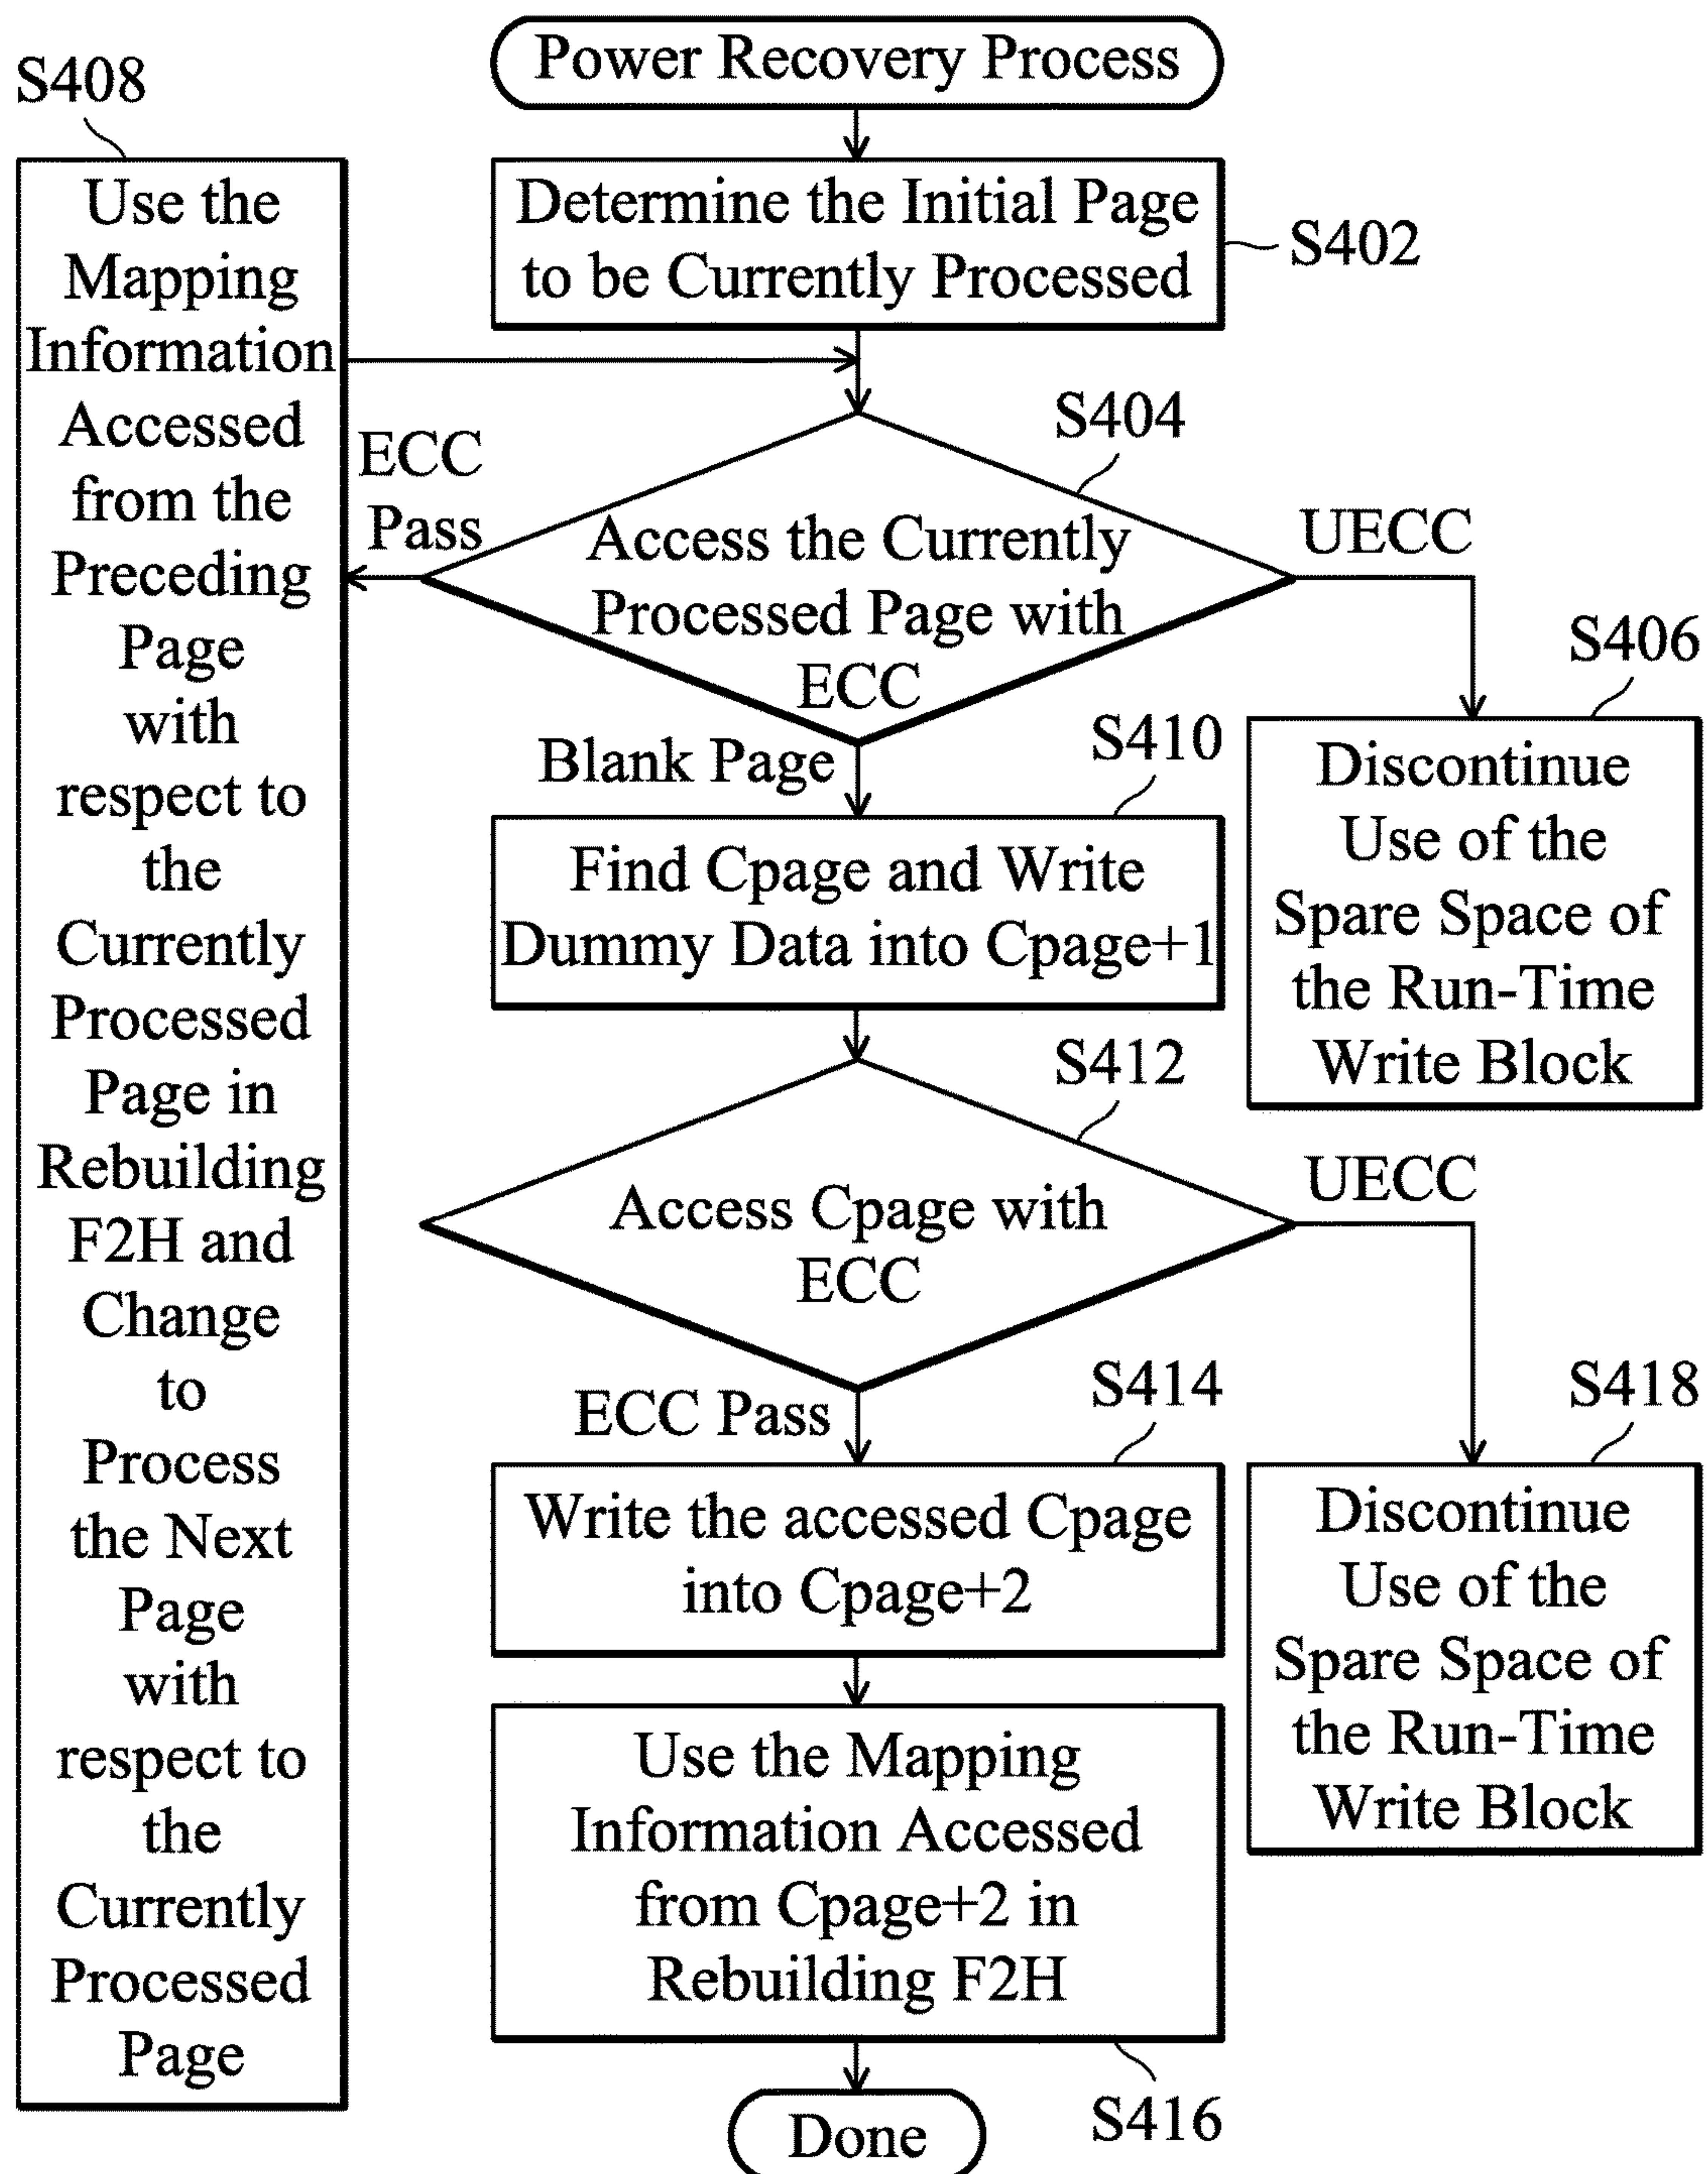 Power Recovery Process
S408
Determine the Initial Page
to be Currently Processed
S402
Use the
Mapping
Information
Accessed
from the
Preceding
Page
with
respect to
the
Currently
Processed
Page in
Rebuilding
F2H and
Change
to
Process
the Next
Page
with
respect to
the
Currently
Processed
Page
ECC
Pass
S404
Access the Currently
Processed Page with
ECC
UECC
S406
Discontinue
Use of the
Spare Space of
the Run-Time
Write Block
Blank Page
S410
Find Cpage and Write
Dummy Data into Cpage+1
S412
Access Cpage with
ECC
UECC
S418
Discontinue
Use of the
Spare Space of
the Run-Time
Write Block
ECC Pass
S414
Write the accessed Cpage
into Cpage+2
Use the Mapping
Information Accessed
from Cpage+2 in
Rebuilding F2H
S416
Done